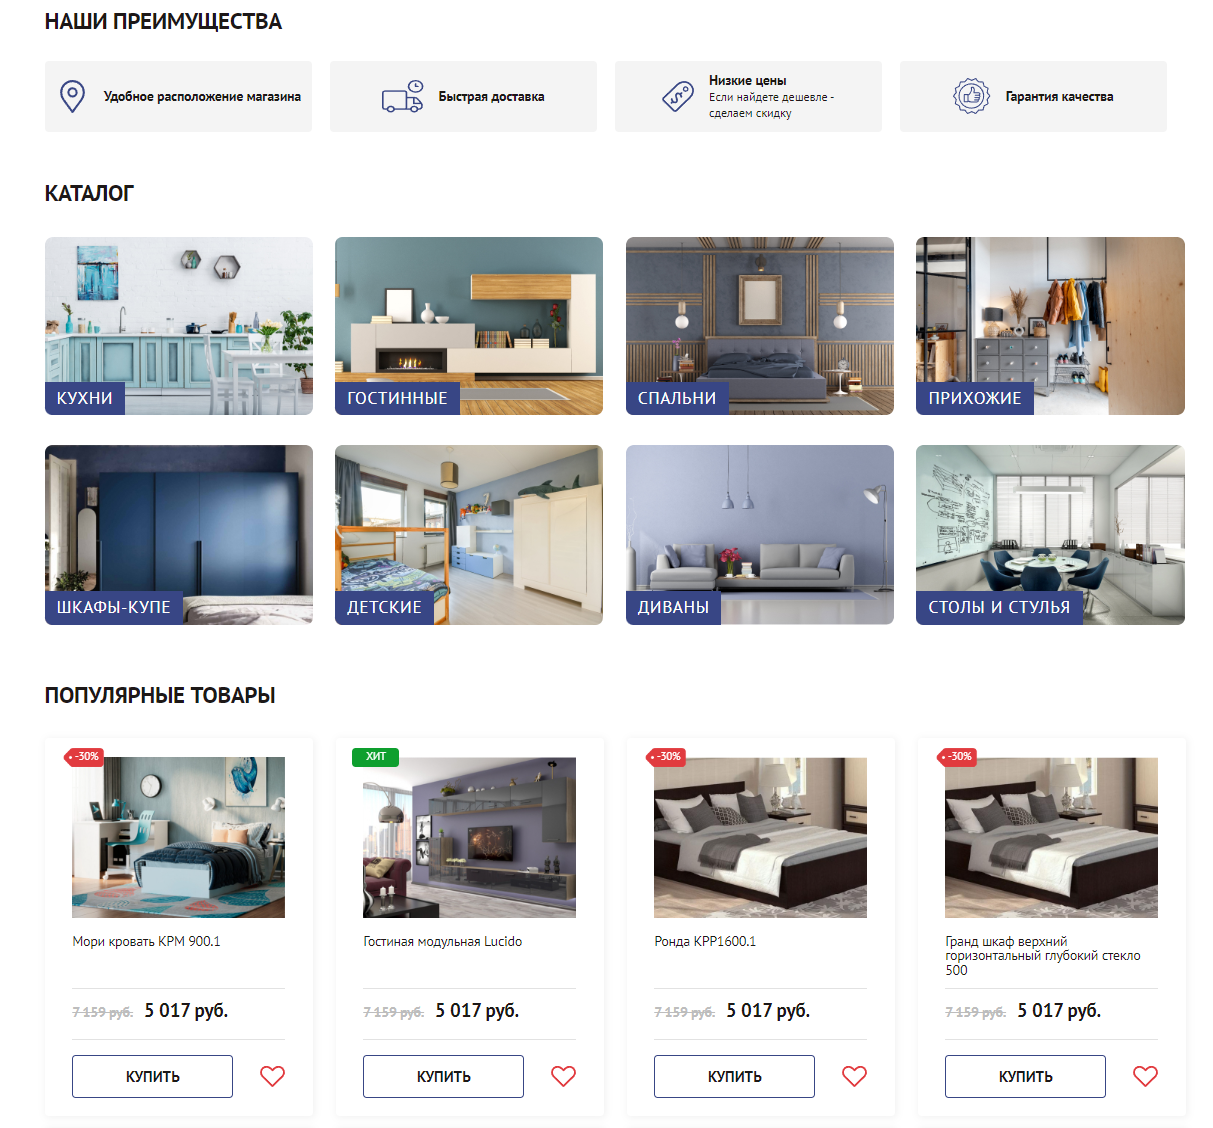 НАШИ ПРЕИМУЩЕСТВА
Удобное расположение магазина
Быстрая доставка
Низкие цены
Если найдете дешевле -
сделаем скидку
Гарантия качества
КАТАЛОГ
КУХНИ
ГОСТИННЫЕ
СПАЛЬНИ
ПРИХОЖИЕ
ШКАФЫ-КУПЕ
ДЕТСКИЕ
ДИВАНЫ
СТОЛЫ И СТУЛЬЯ
ПОПУЛЯРНЫЕ ТОВАРЫ
-30%
Мори кровать КРМ 900.1
7 159 руб. 5 017 руб.
КУПИТЬ
ХИТ
Гостиная модульная Lucido
7 159 руб. 5 017 руб.
КУПИТЬ
-30%
Ронда КРР1600.1
7 159 руб. 5 017 руб.
КУПИТЬ
-30%
Гранд шкаф верхний
горизонтальный глубокий стекло
500
7 159 руб. 5 017 руб.
КУПИТЬ